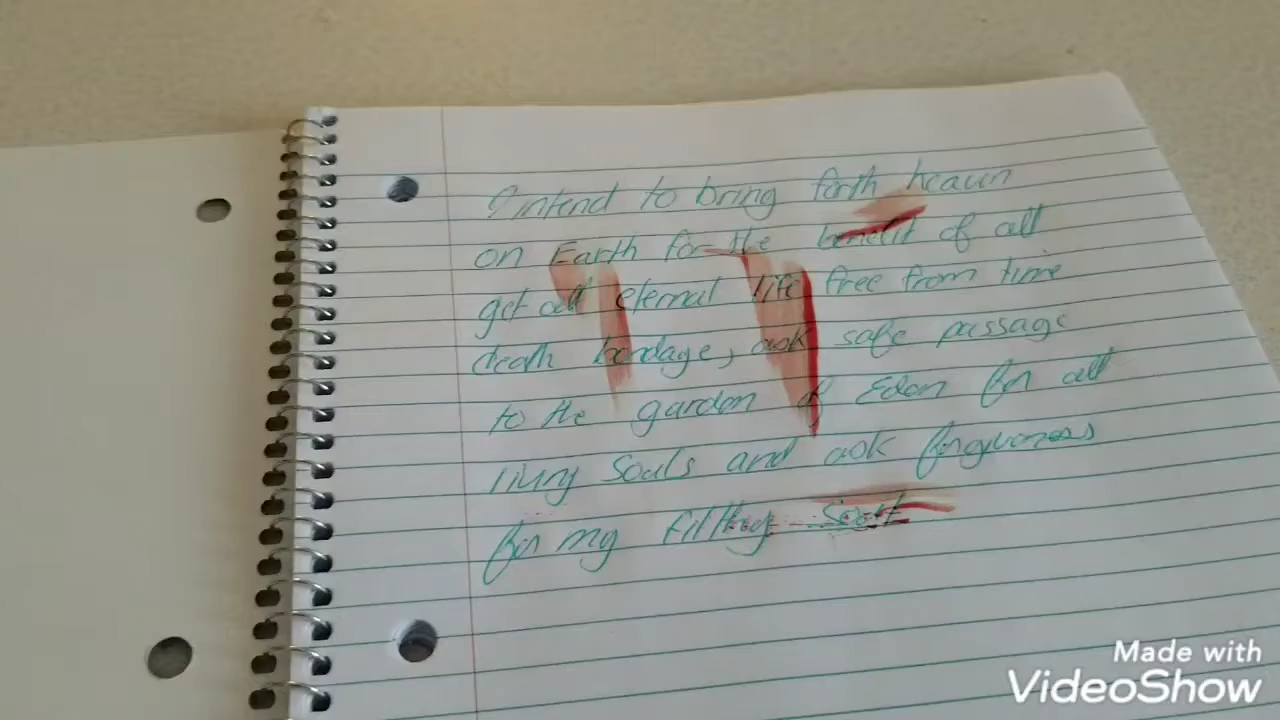 I intend to bring forth heaven
on Earth for the benefit of all
get all eternal life free from time
death bondage, ask safe passage
to the garden of Eden for all
living souls and ask forgiveness
for my filthy
Made with
VideoShow